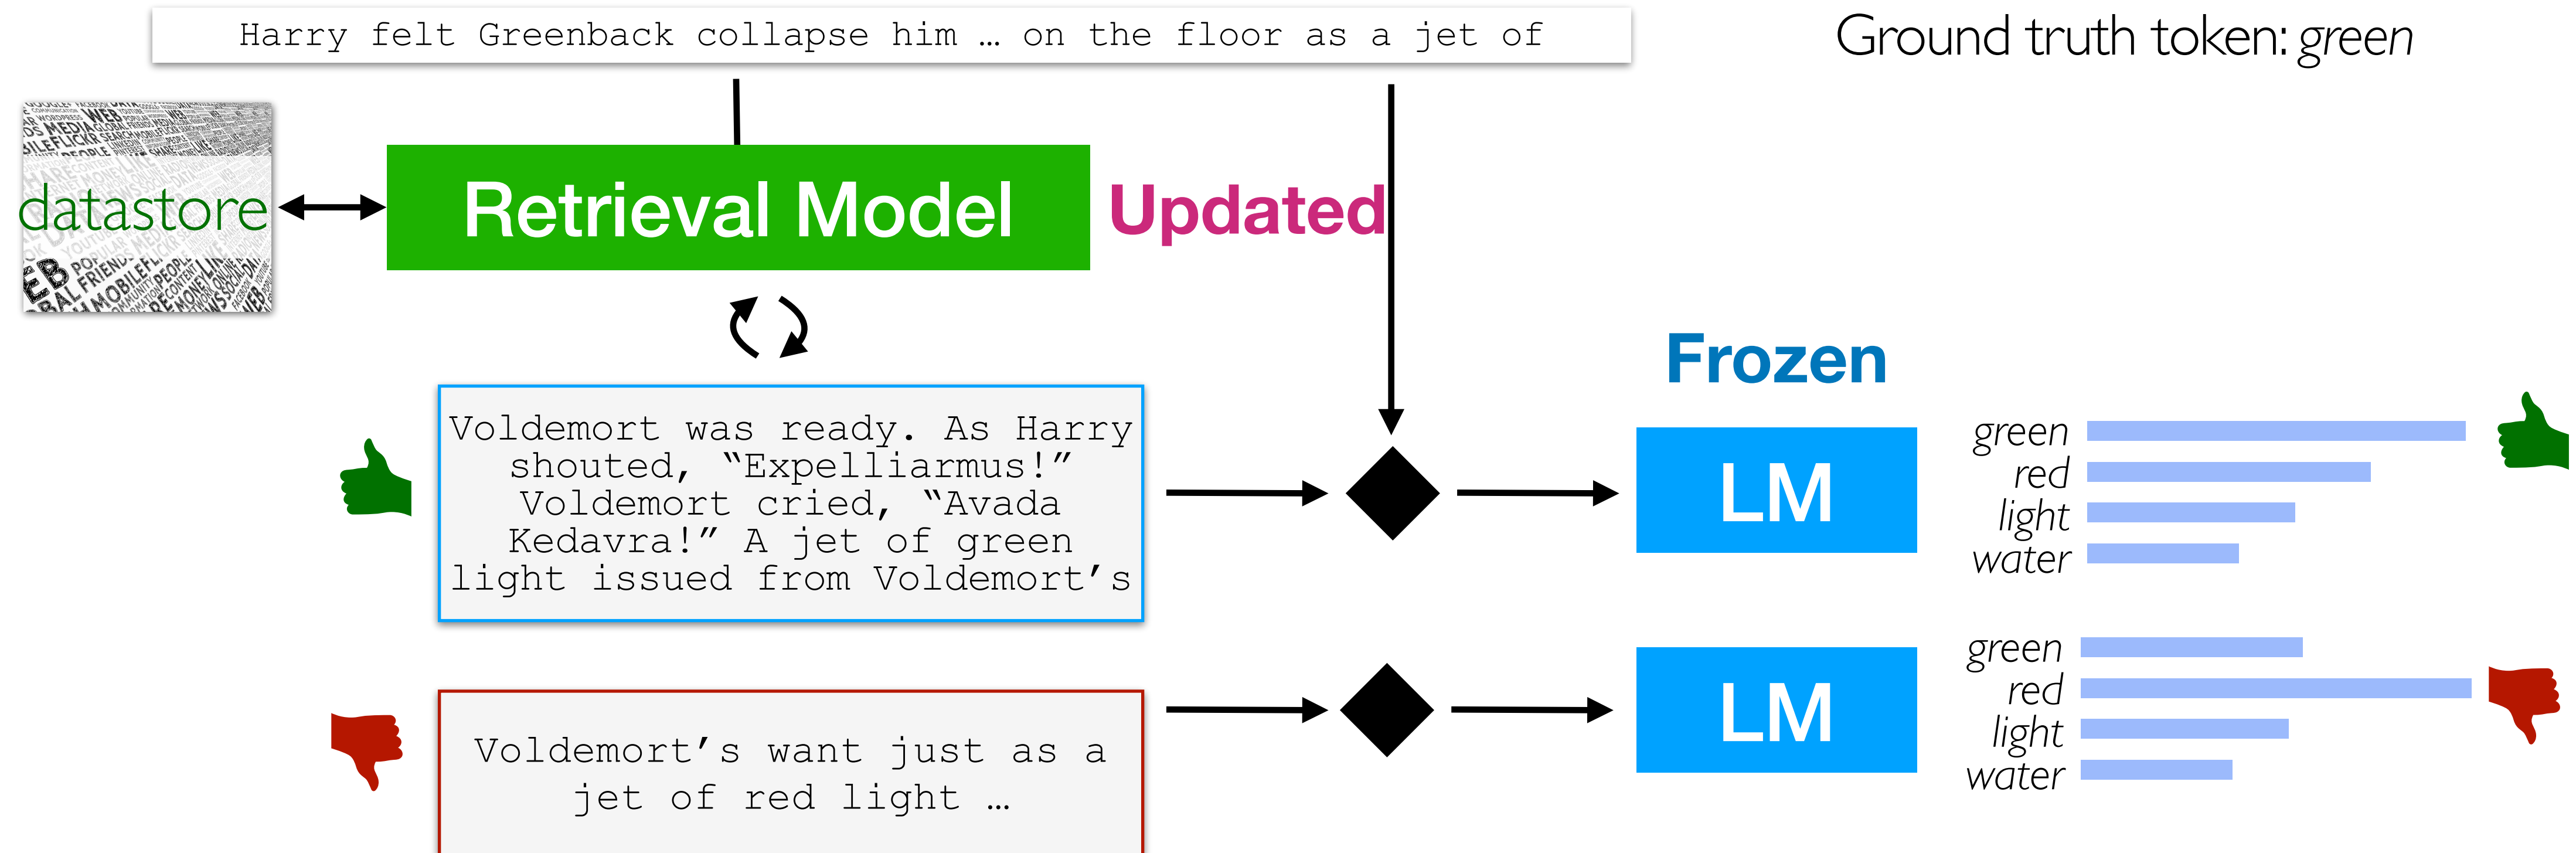 Harry felt Greenback collapse him … on the floor as a jet of
Ground truth token: green
datastore
Retrieval Model
Updated
Frozen
Voldemort was ready. As Harry
shouted, “Expelliarmus!”
Voldemort cried, “Avada
Kedavra!” A jet of green
light issued from Voldemort’s
LM
green
red
light
water
Voldemort’s want just as a
jet of red light …
LM
green
red
light
water